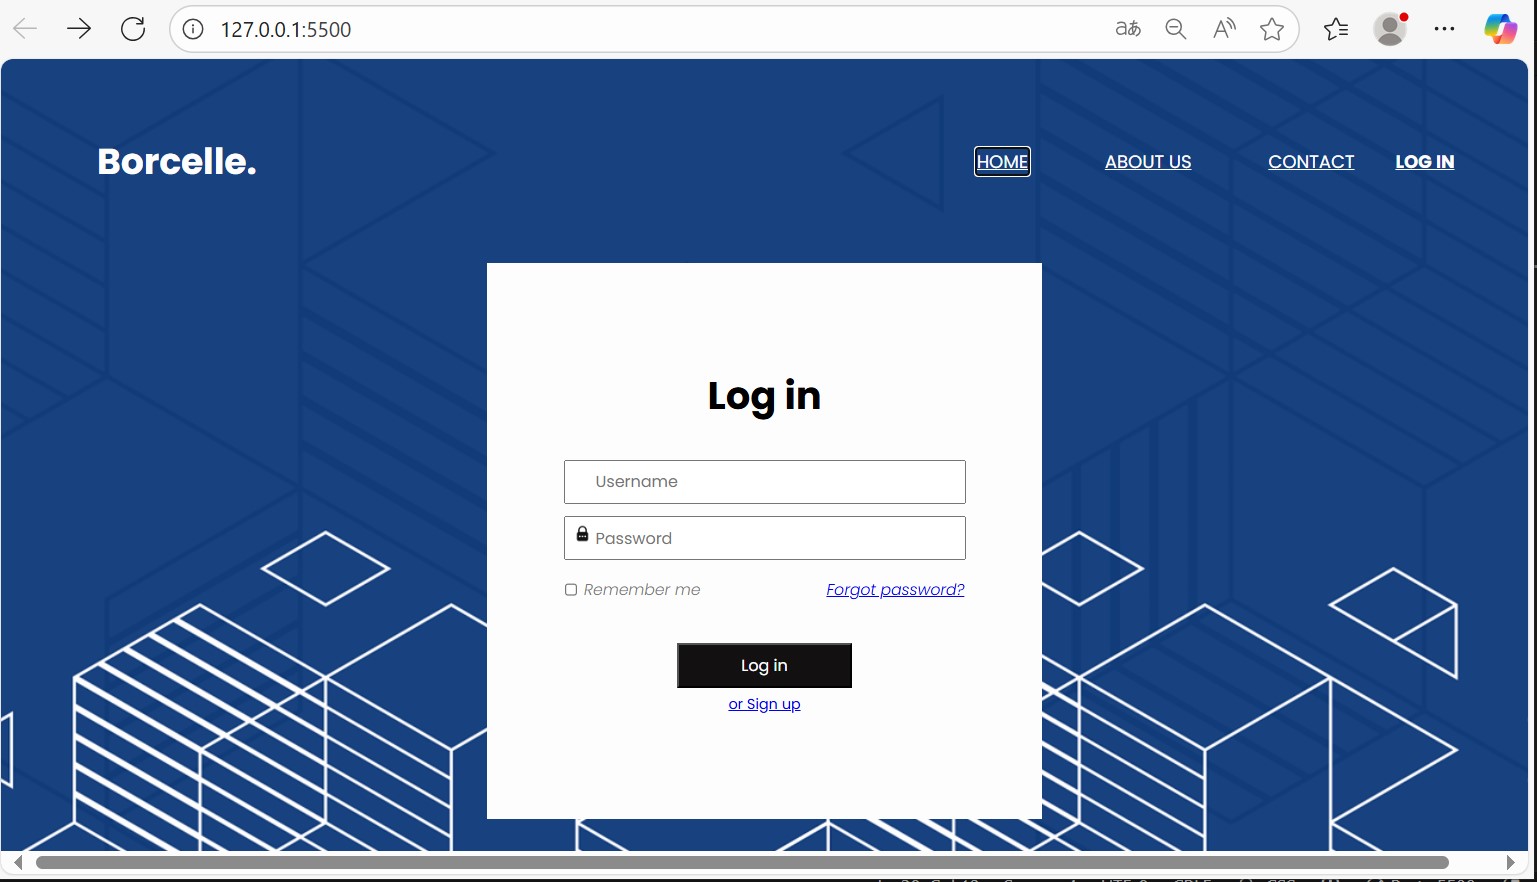 127.0.0.1:5500
Borcelle.
HOME ABOUT US CONTACT LOG IN
Log in
Username
Password
Remember me Forgot password?
Log in
or Sign up